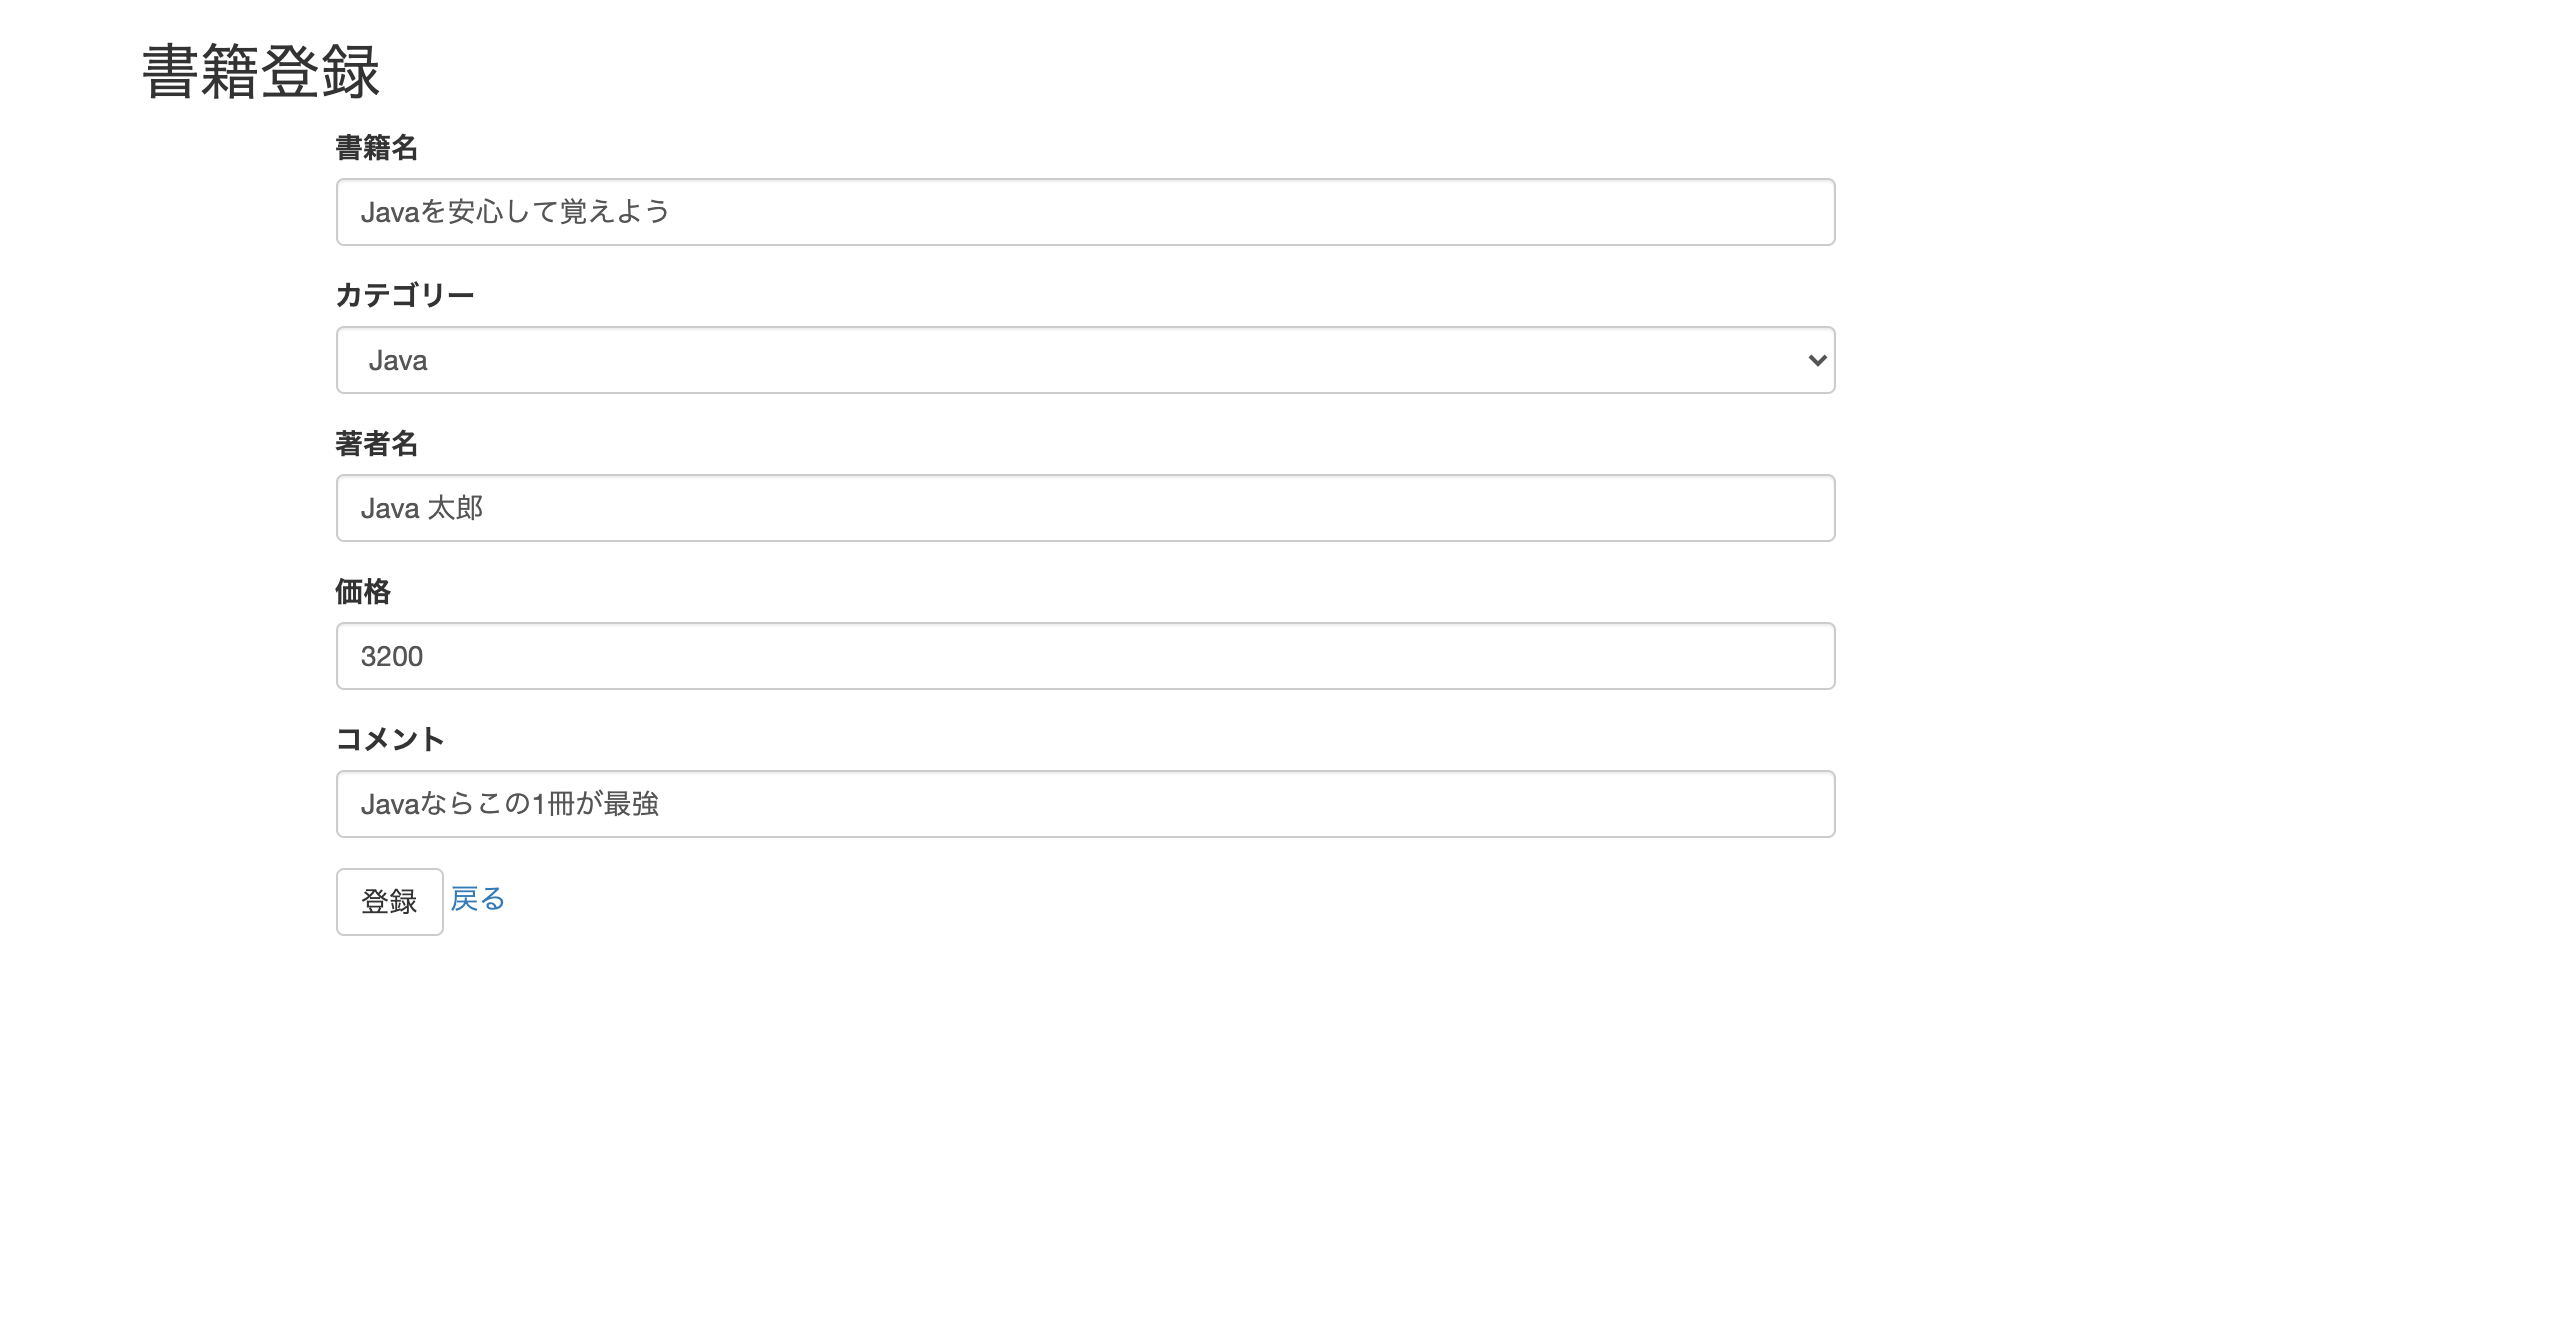 書籍登録
書籍名
Javaを安心して覚えよう
カテゴリー
Java
著者名
Java 太郎
価格
3200
コメント
Javaならこの1冊が最強
登録 戻る